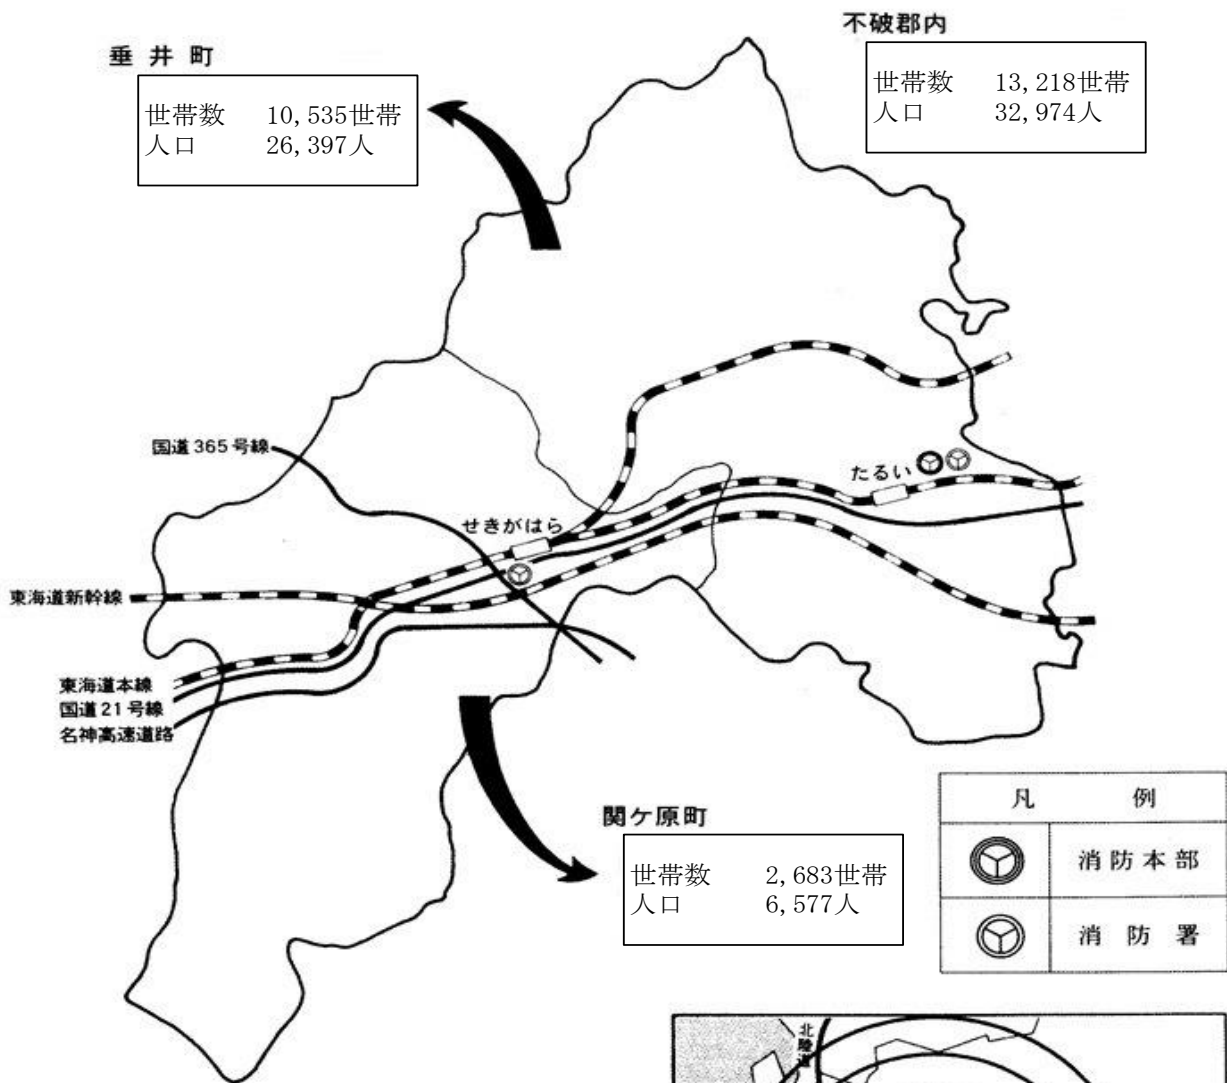 不破郡内
世帯数 13,218世帯
人口 32,974人
垂井町
世帯数 10,535世帯
人口 26,397人
国道365号線
たるい
せきがはら
東海道新幹線
東海道本線
国道21号線
名神高速道路
関ケ原町
世帯数 2,683世帯
人口 6,577人
凡例
消防本部
消防署
北陸道